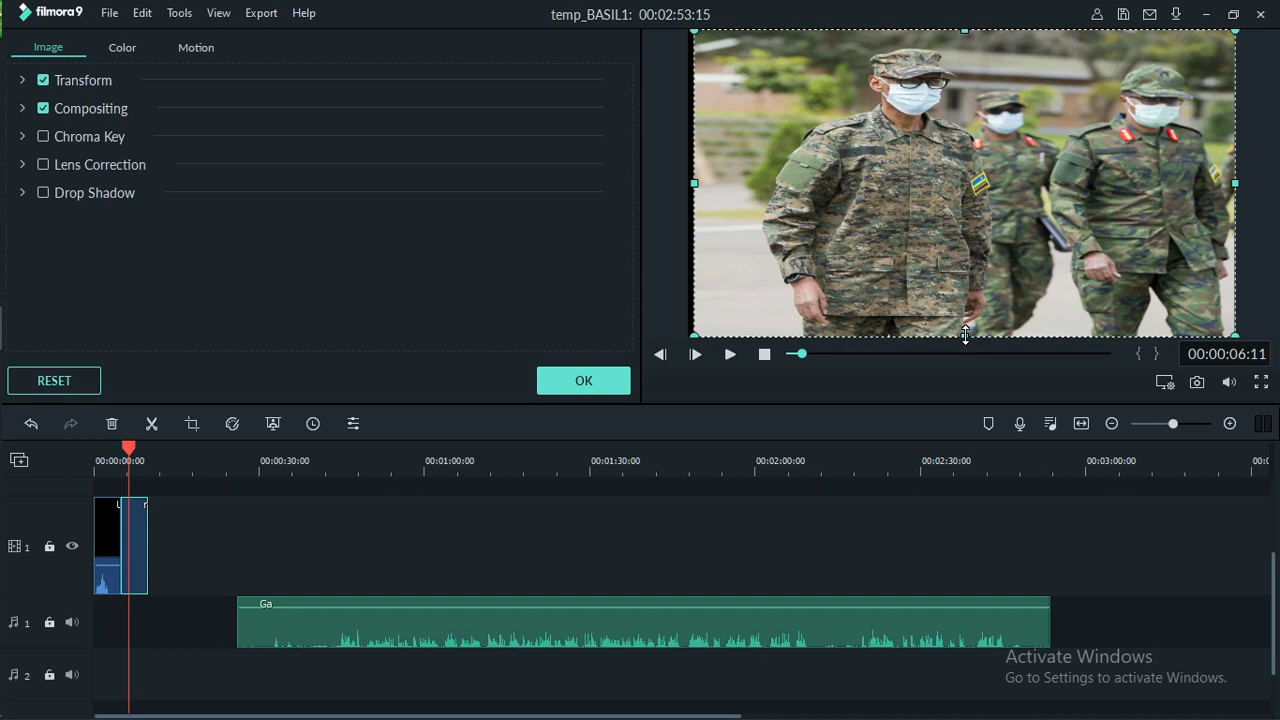 filmora9 File Edit Tools View Export Help temp_BASIL1: 00:02:53:15
Image Color Motion
Transform
Compositing
Chroma Key
Lens Correction
Drop Shadow
RESET OK
00:00:06:11
00:00:00:00 00:00:30:00 00:01:00:00 00:01:30:00 00:02:00:00 00:02:30:00 00:03:00:00 00:0
1
Ga
1
2
Activate Windows
Go to Settings to activate Windows.